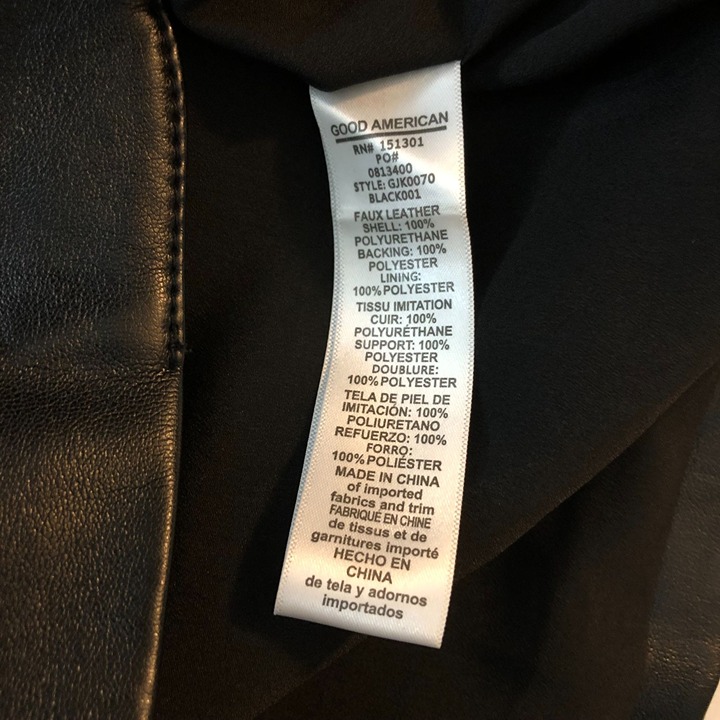 GOOD AMERICAN
RN# 151301
PO#
0813400
STYLE: GJK0070
BLACK001
FAUX LEATHER
SHELL: 100%
POLYURETHANE
BACKING: 100%
POLYESTER
LINING:
100% POLYESTER
TISSU IMITATION
CUIR: 100%
POLYURÉTHANE
SUPPORT: 100%
POLYESTER
DOUBLURE:
100% POLYESTER
TELA DE PIEL DE
IMITACIÓN: 100%
POLIURETANO
REFUERZO: 100%
FORRO:
100% POLIÉSTER
MADE IN CHINA
of imported
fabrics and trim
FABRIQUÉ EN CHINE
de tissus et de
garnitures importé
HECHO EN
CHINA
de tela y adornos
importados